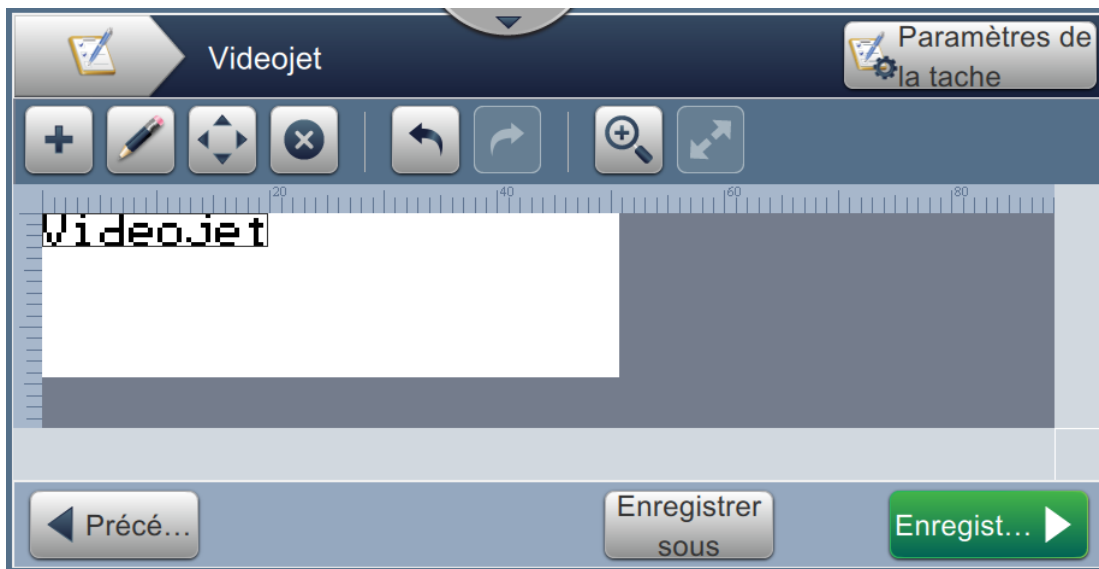 Videojet
Paramètres de
la tache
20
40
60
80
Videojet
Précé...
Enregistrer
sous
Enregist...